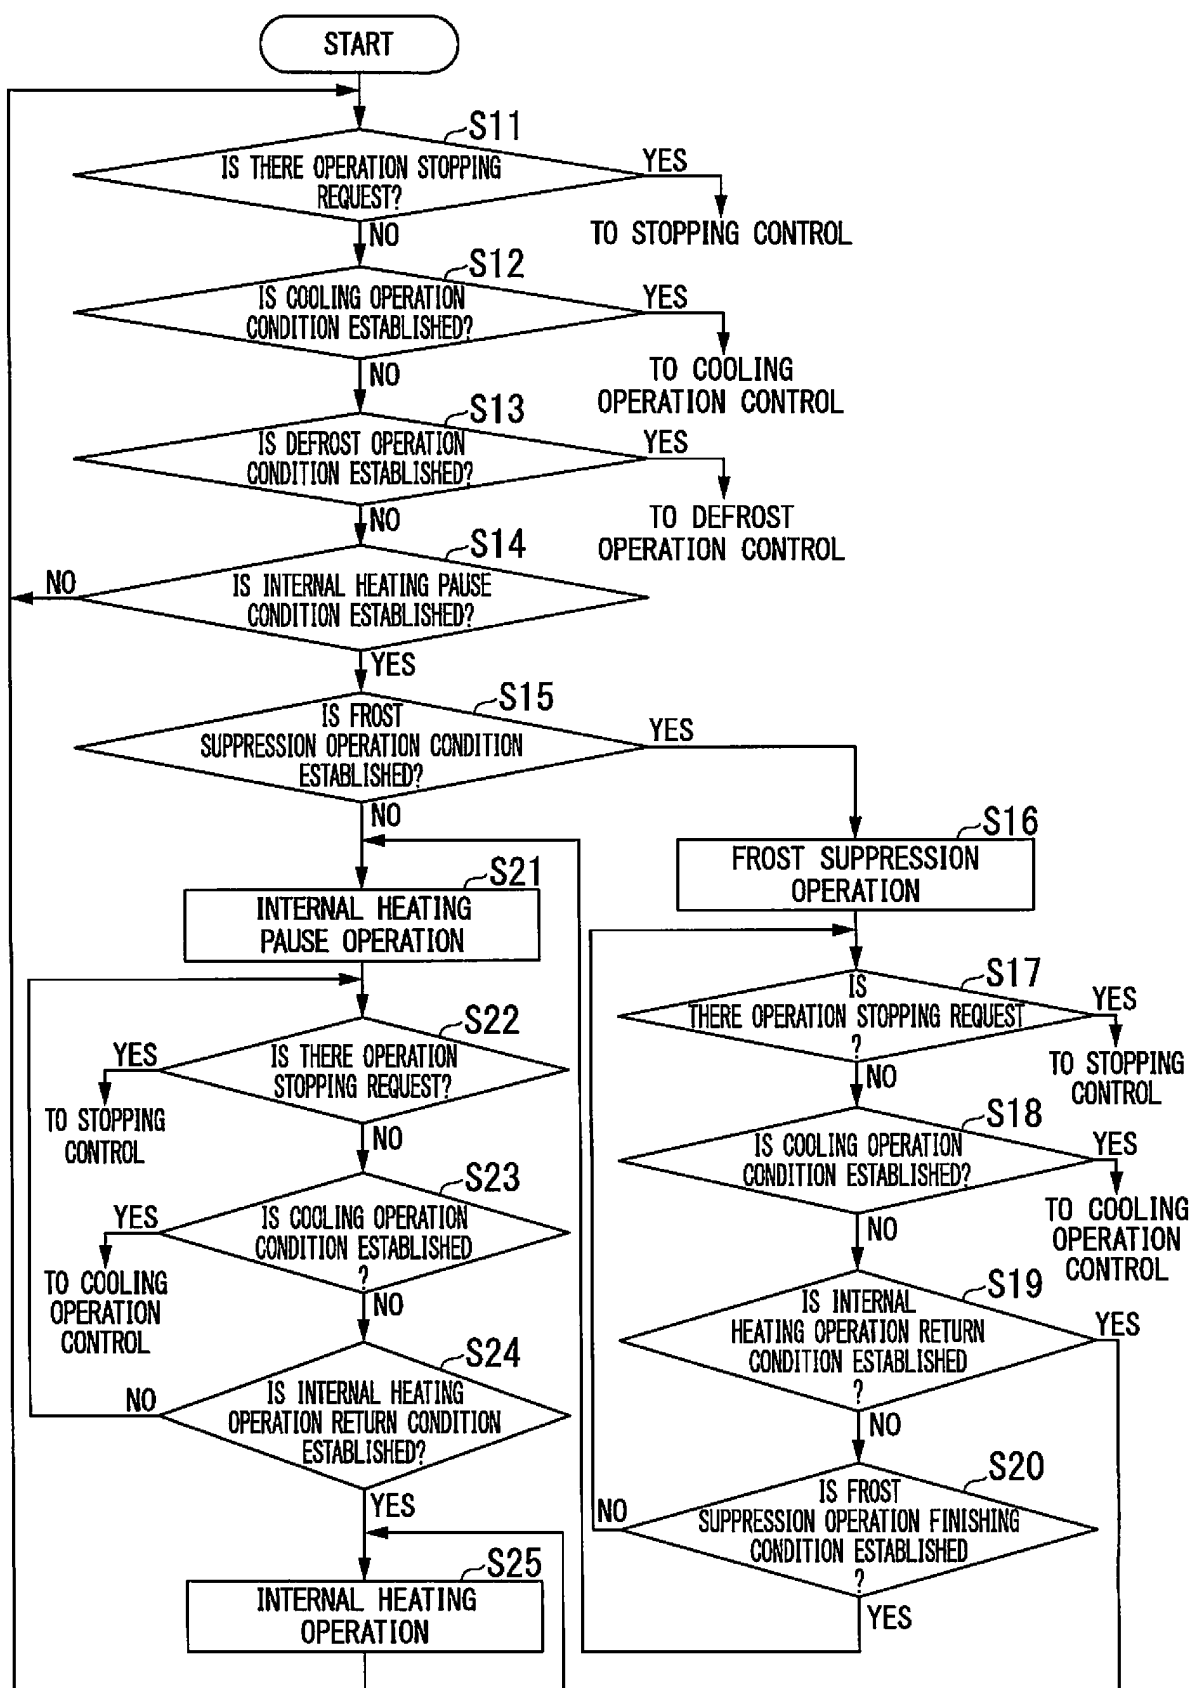 START
S11
IS THERE OPERATION STOPPING
REQUEST?
YES
TO STOPPING CONTROL
NO
S12
IS COOLING OPERATION
CONDITION ESTABLISHED?
YES
TO COOLING
OPERATION CONTROL
NO
S13
IS DEFROST OPERATION
CONDITION ESTABLISHED?
YES
TO DEFROST
OPERATION CONTROL
NO
S14
IS INTERNAL HEATING PAUSE
CONDITION ESTABLISHED?
NO
YES
S15
IS FROST
SUPPRESSION OPERATION CONDITION
ESTABLISHED?
YES
NO
S21
INTERNAL HEATING
PAUSE OPERATION
S22
IS THERE OPERATION
STOPPING REQUEST?
YES
TO STOPPING
CONTROL
NO
S23
IS COOLING OPERATION
CONDITION ESTABLISHED
?
YES
TO COOLING
OPERATION
CONTROL
NO
S24
IS INTERNAL HEATING
OPERATION RETURN CONDITION
ESTABLISHED?
NO
YES
S25
INTERNAL HEATING
OPERATION
S16
FROST SUPPRESSION
OPERATION
S17
IS
THERE OPERATION STOPPING REQUEST
?
YES
TO STOPPING
CONTROL
NO
S18
IS COOLING OPERATION
CONDITION ESTABLISHED?
YES
TO COOLING
OPERATION
CONTROL
NO
S19
IS INTERNAL
HEATING OPERATION RETURN
CONDITION ESTABLISHED
?
YES
NO
S20
IS FROST
SUPPRESSION OPERATION FINISHING
CONDITION ESTABLISHED
?
NO
YES